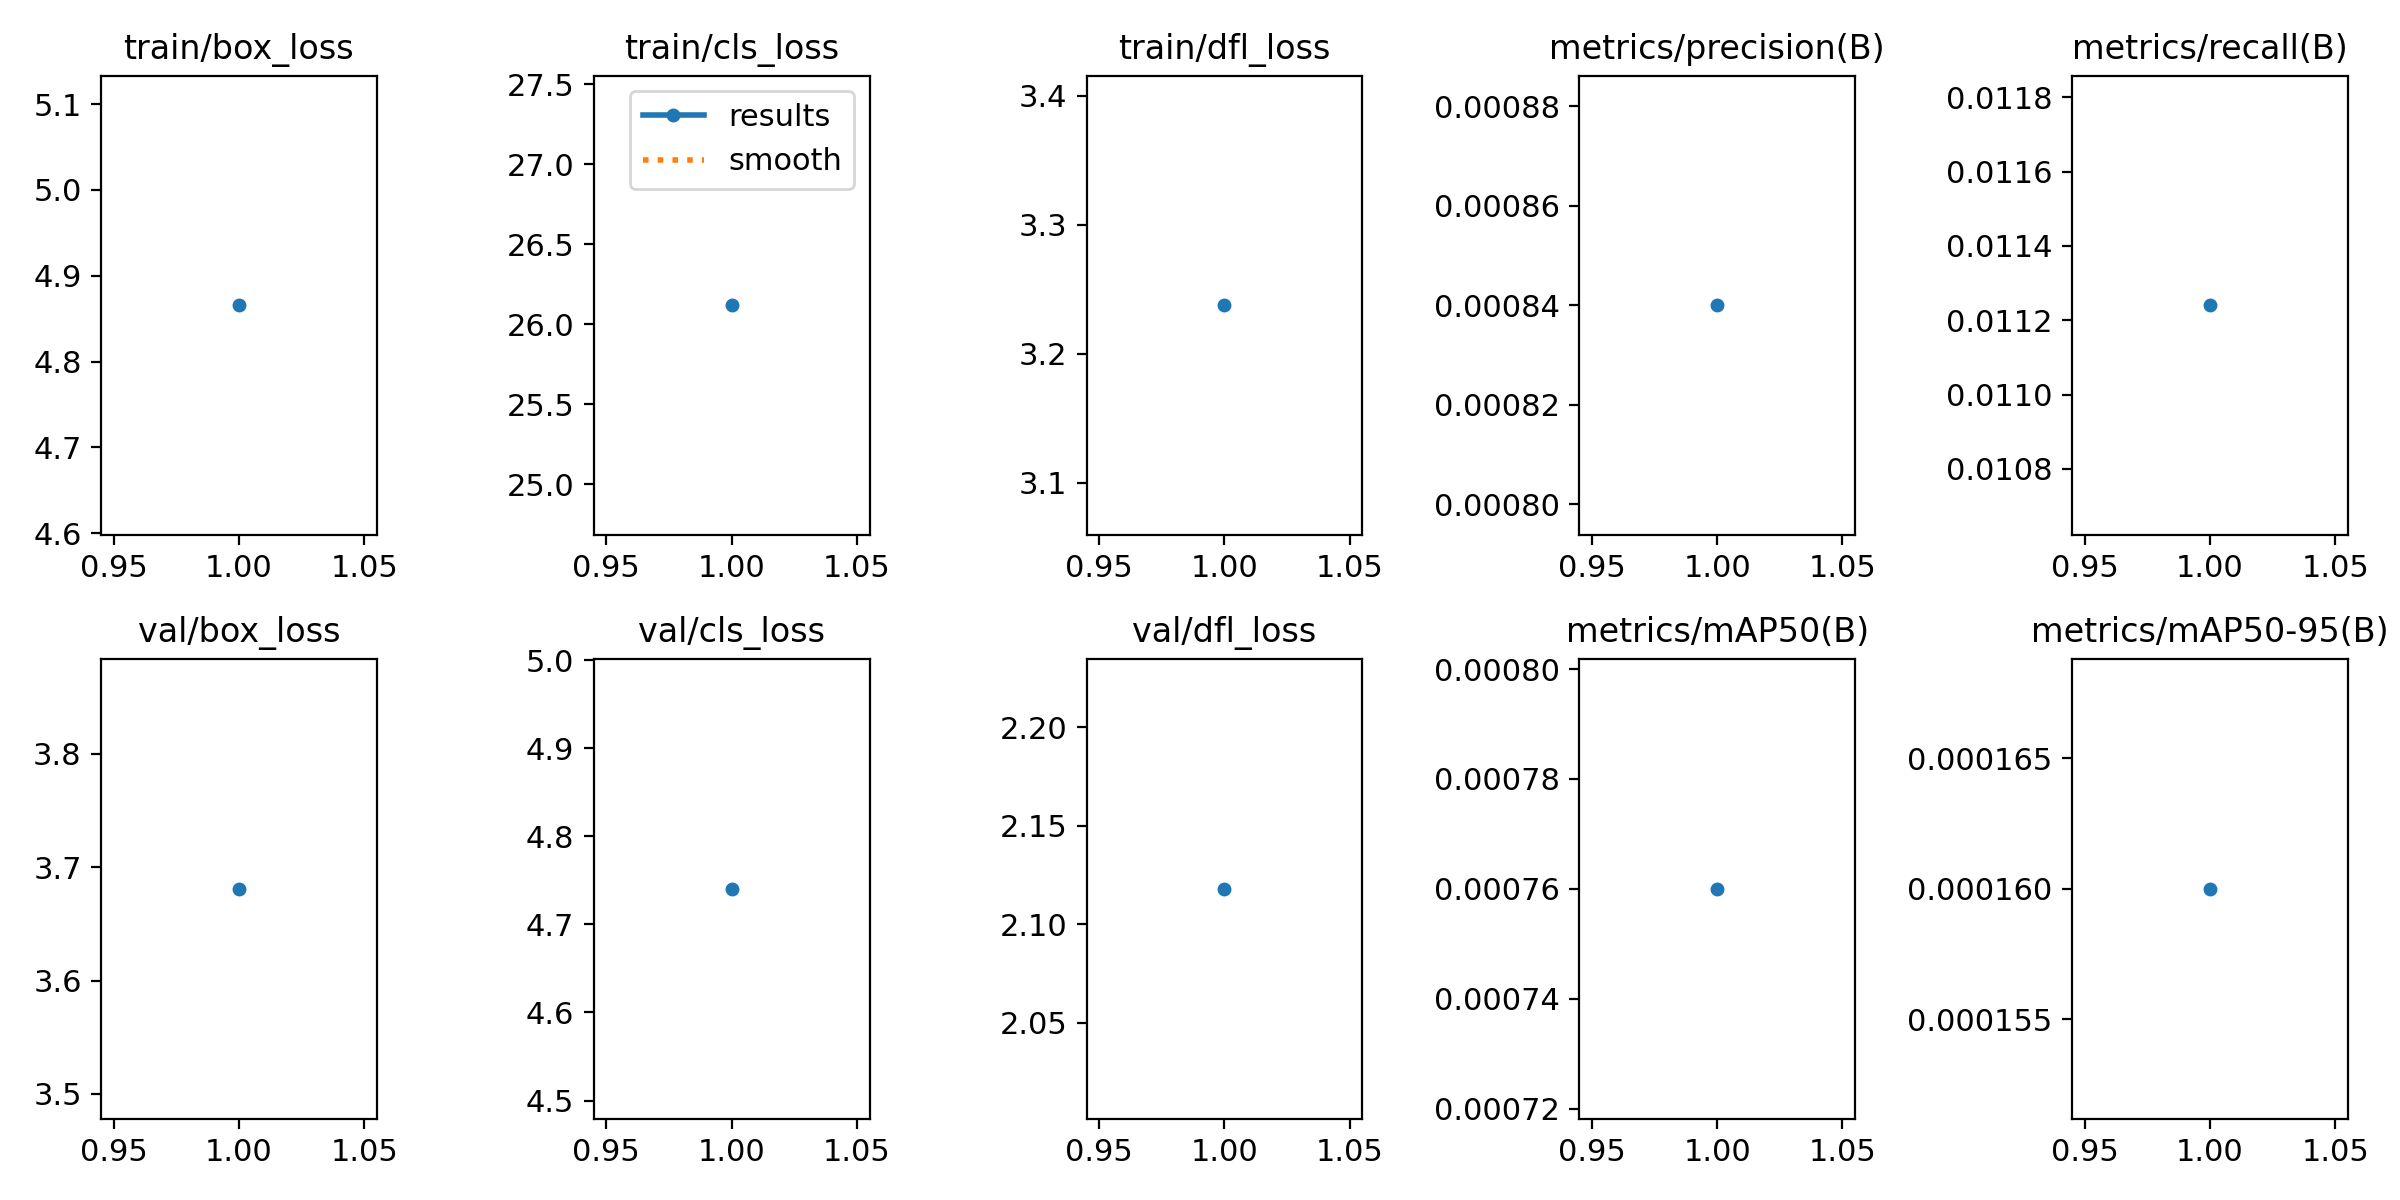 train/box_loss
5.1
5.0
4.9
4.8
4.7
4.6
0.95 1.00 1.05
train/cls_loss
27.5
27.0
26.5
26.0
25.5
25.0
results
smooth
0.95 1.00 1.05
train/dfl_loss
3.4
3.3
3.2
3.1
0.95 1.00 1.05
metrics/precision(B)
0.00088
0.00086
0.00084
0.00082
0.00080
0.95 1.00 1.05
metrics/recall(B)
0.0118
0.0116
0.0114
0.0112
0.0110
0.0108
0.95 1.00 1.05
val/box_loss
3.8
3.7
3.6
3.5
0.95 1.00 1.05
val/cls_loss
5.0
4.9
4.8
4.7
4.6
4.5
0.95 1.00 1.05
val/dfl_loss
2.20
2.15
2.10
2.05
0.95 1.00 1.05
metrics/mAP50(B)
0.00080
0.00078
0.00076
0.00074
0.00072
0.95 1.00 1.05
metrics/mAP50-95(B)
0.000165
0.000160
0.000155
0.95 1.00 1.05